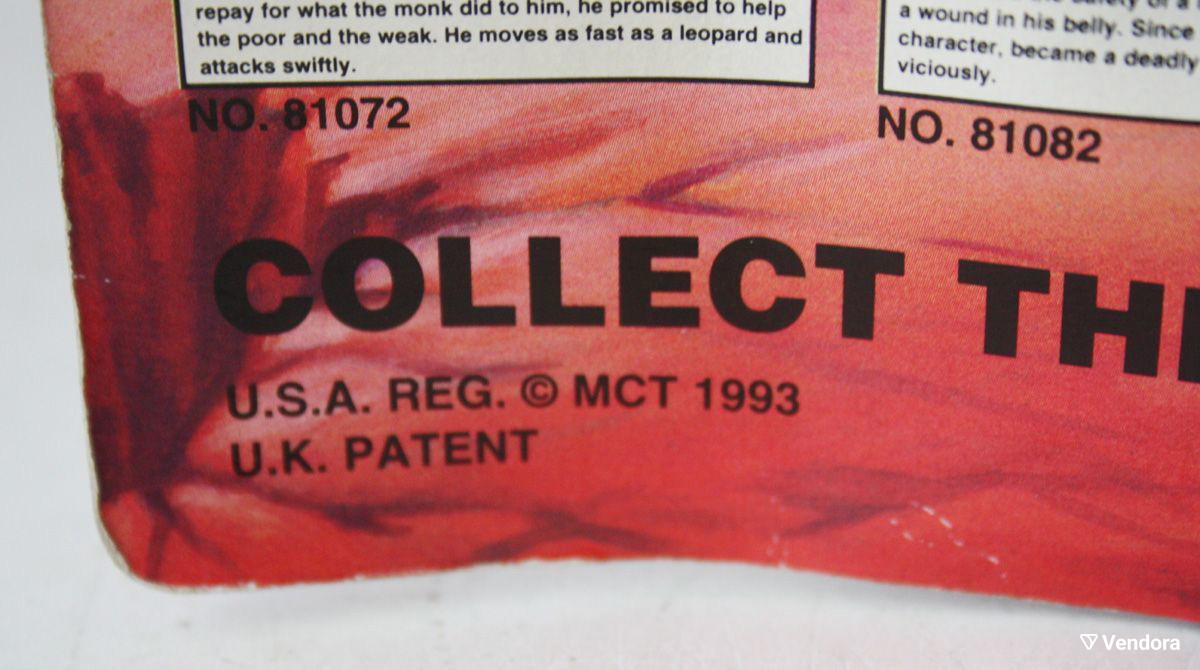 repay for what the monk did to him, he promised to help
the poor and the weak. He moves as fast as a leopard and
attacks swiftly.
NO. 81072
a wound in his belly. Since
character, became a deadly
viciously.
NO. 81082
COLLECT TH
U.S.A. REG. © MCT 1993
U.K. PATENT
Vendora